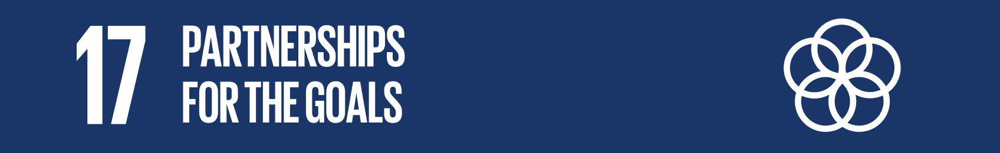 17
PARTNERSHIPS
FOR THE GOALS